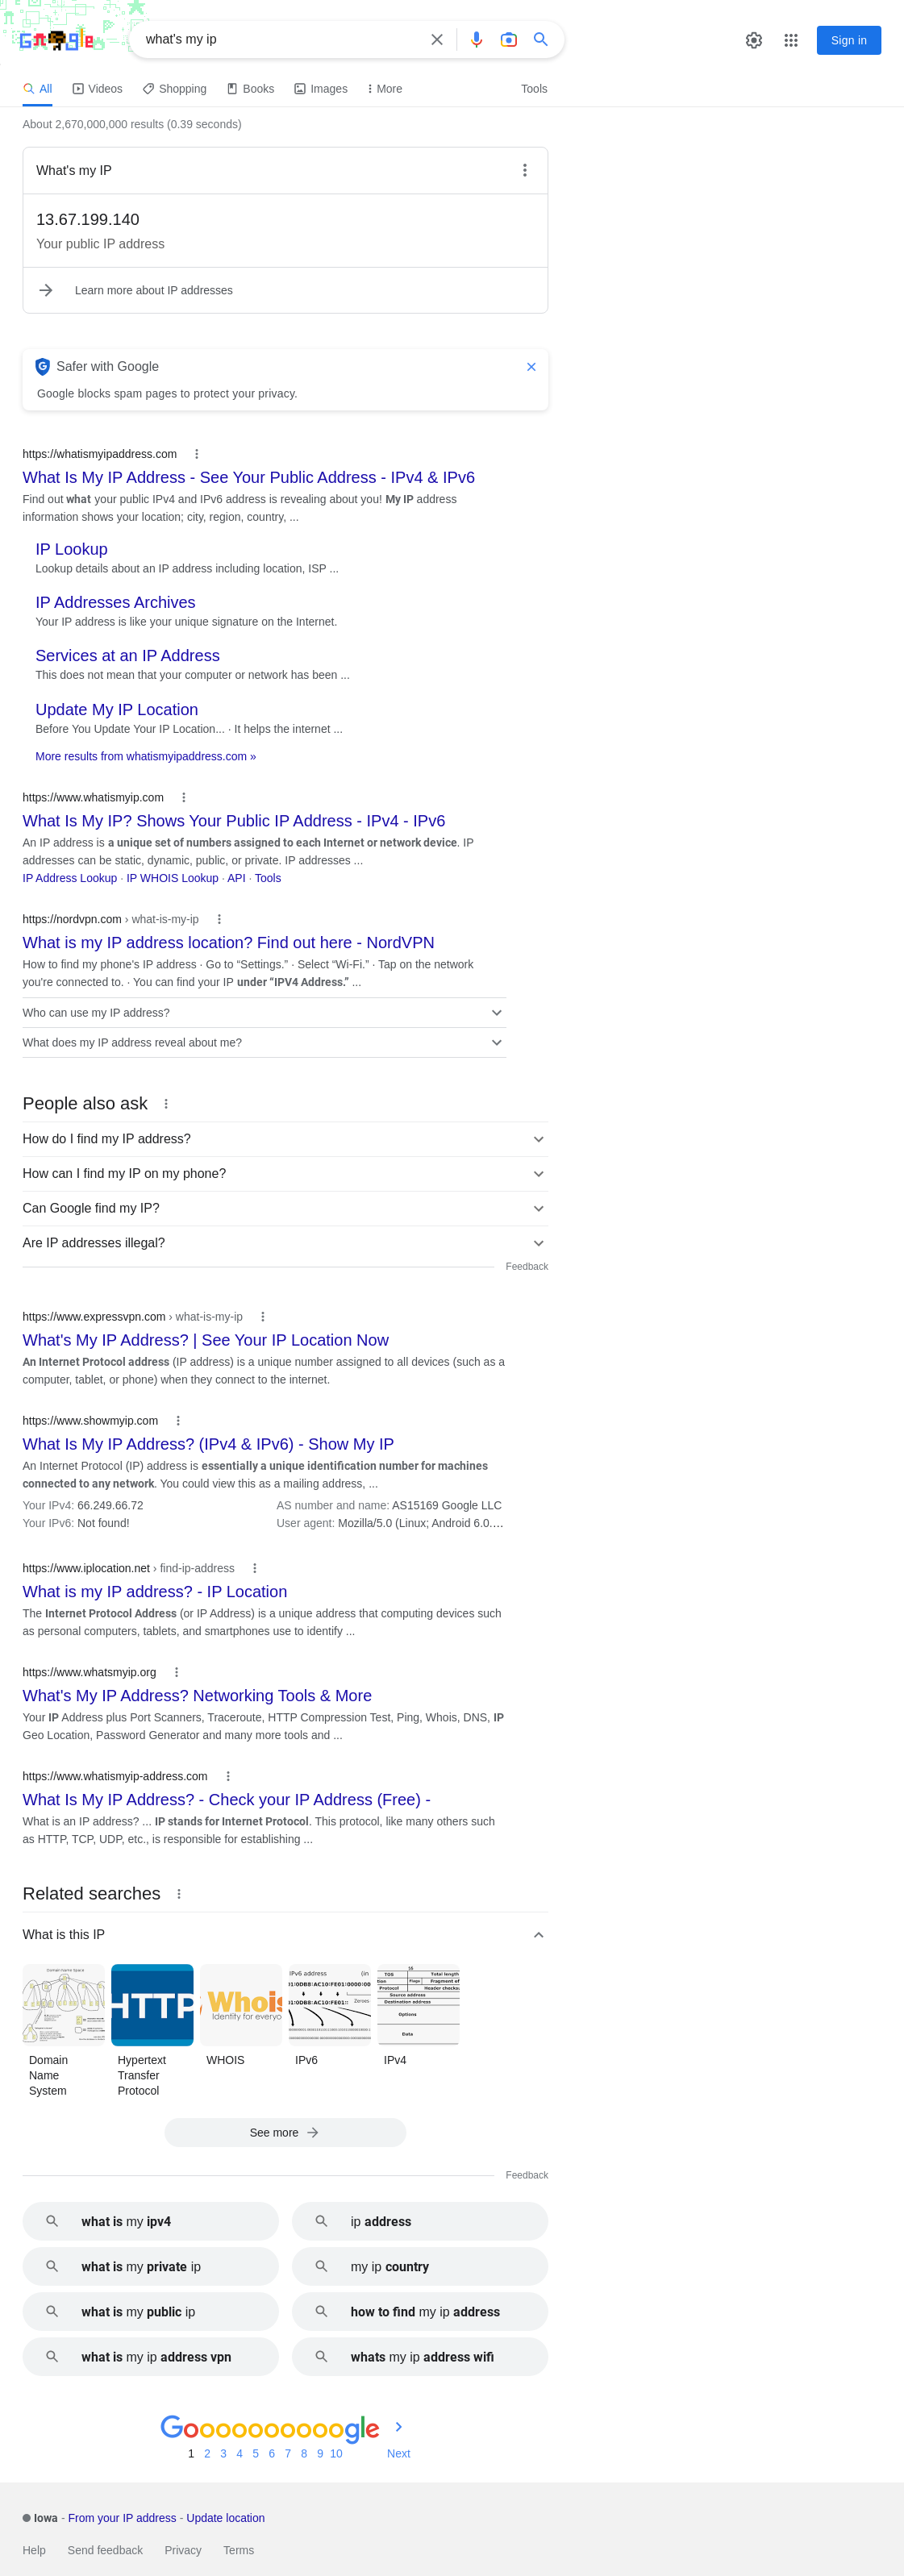 what's my ip
Sign in
All Videos Shopping Books Images More Tools
About 2,670,000,000 results (0.39 seconds)
What's my IP
13.67.199.140
Your public IP address
Learn more about IP addresses
Safer with Google
Google blocks spam pages to protect your privacy.
https://whatismyipaddress.com
What Is My IP Address - See Your Public Address - IPv4 & IPv6
Find out what your public IPv4 and IPv6 address is revealing about you! My IP address
information shows your location; city, region, country, ...
IP Lookup
Lookup details about an IP address including location, ISP ...
IP Addresses Archives
Your IP address is like your unique signature on the Internet.
Services at an IP Address
This does not mean that your computer or network has been ...
Update My IP Location
Before You Update Your IP Location... · It helps the internet ...
More results from whatismyipaddress.com »
https://www.whatismyip.com
What Is My IP? Shows Your Public IP Address - IPv4 - IPv6
An IP address is a unique set of numbers assigned to each Internet or network device. IP
addresses can be static, dynamic, public, or private. IP addresses ...
IP Address Lookup · IP WHOIS Lookup · API · Tools
https://nordvpn.com › what-is-my-ip
What is my IP address location? Find out here - NordVPN
How to find my phone's IP address · Go to “Settings.” · Select “Wi-Fi.” · Tap on the network
you're connected to. · You can find your IP under “IPV4 Address.” ...
Who can use my IP address?
What does my IP address reveal about me?
People also ask
How do I find my IP address?
How can I find my IP on my phone?
Can Google find my IP?
Are IP addresses illegal?
Feedback
https://www.expressvpn.com › what-is-my-ip
What's My IP Address? | See Your IP Location Now
An Internet Protocol address (IP address) is a unique number assigned to all devices (such as a
computer, tablet, or phone) when they connect to the internet.
https://www.showmyip.com
What Is My IP Address? (IPv4 & IPv6) - Show My IP
An Internet Protocol (IP) address is essentially a unique identification number for machines
connected to any network. You could view this as a mailing address, ...
Your IPv4: 66.249.66.72 AS number and name: AS15169 Google LLC
Your IPv6: Not found! User agent: Mozilla/5.0 (Linux; Android 6.0....
https://www.iplocation.net › find-ip-address
What is my IP address? - IP Location
The Internet Protocol Address (or IP Address) is a unique address that computing devices such
as personal computers, tablets, and smartphones use to identify ...
https://www.whatsmyip.org
What's My IP Address? Networking Tools & More
Your IP Address plus Port Scanners, Traceroute, HTTP Compression Test, Ping, Whois, DNS, IP
Geo Location, Password Generator and many more tools and ...
https://www.whatismyip-address.com
What Is My IP Address? - Check your IP Address (Free) -
What is an IP address? ... IP stands for Internet Protocol. This protocol, like many others such
as HTTP, TCP, UDP, etc., is responsible for establishing ...
Related searches
What is this IP
Domain Name Space
HTTP
Whois
Identity for everyo
IPv6 address (in
Zeroes
TOS Total length
Flags Fragment of
Protocol Header checks
Source address
Destination address
Options
Data
Domain Name System
Hypertext Transfer Protocol
WHOIS
IPv6
IPv4
See more
Feedback
what is my ipv4
ip address
what is my private ip
my ip country
what is my public ip
how to find my ip address
what is my ip address vpn
whats my ip address wifi
Goooooooooogle
1 2 3 4 5 6 7 8 9 10 Next
Iowa - From your IP address - Update location
Help Send feedback Privacy Terms